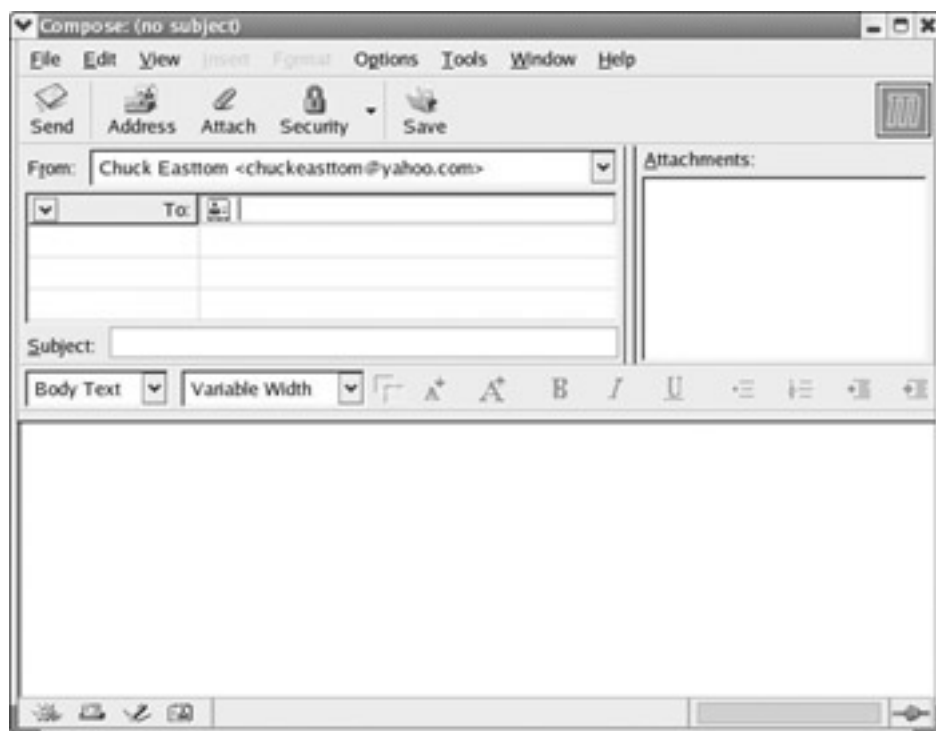 Compose: (no subject)
File Edit View Insert Format Options Tools Window Help
Send Address Attach Security Save
From: Chuck Easttom <chuckeasttom@yahoo.com>
Attachments:
To:
Subject:
Body Text Variable Width A A B I U